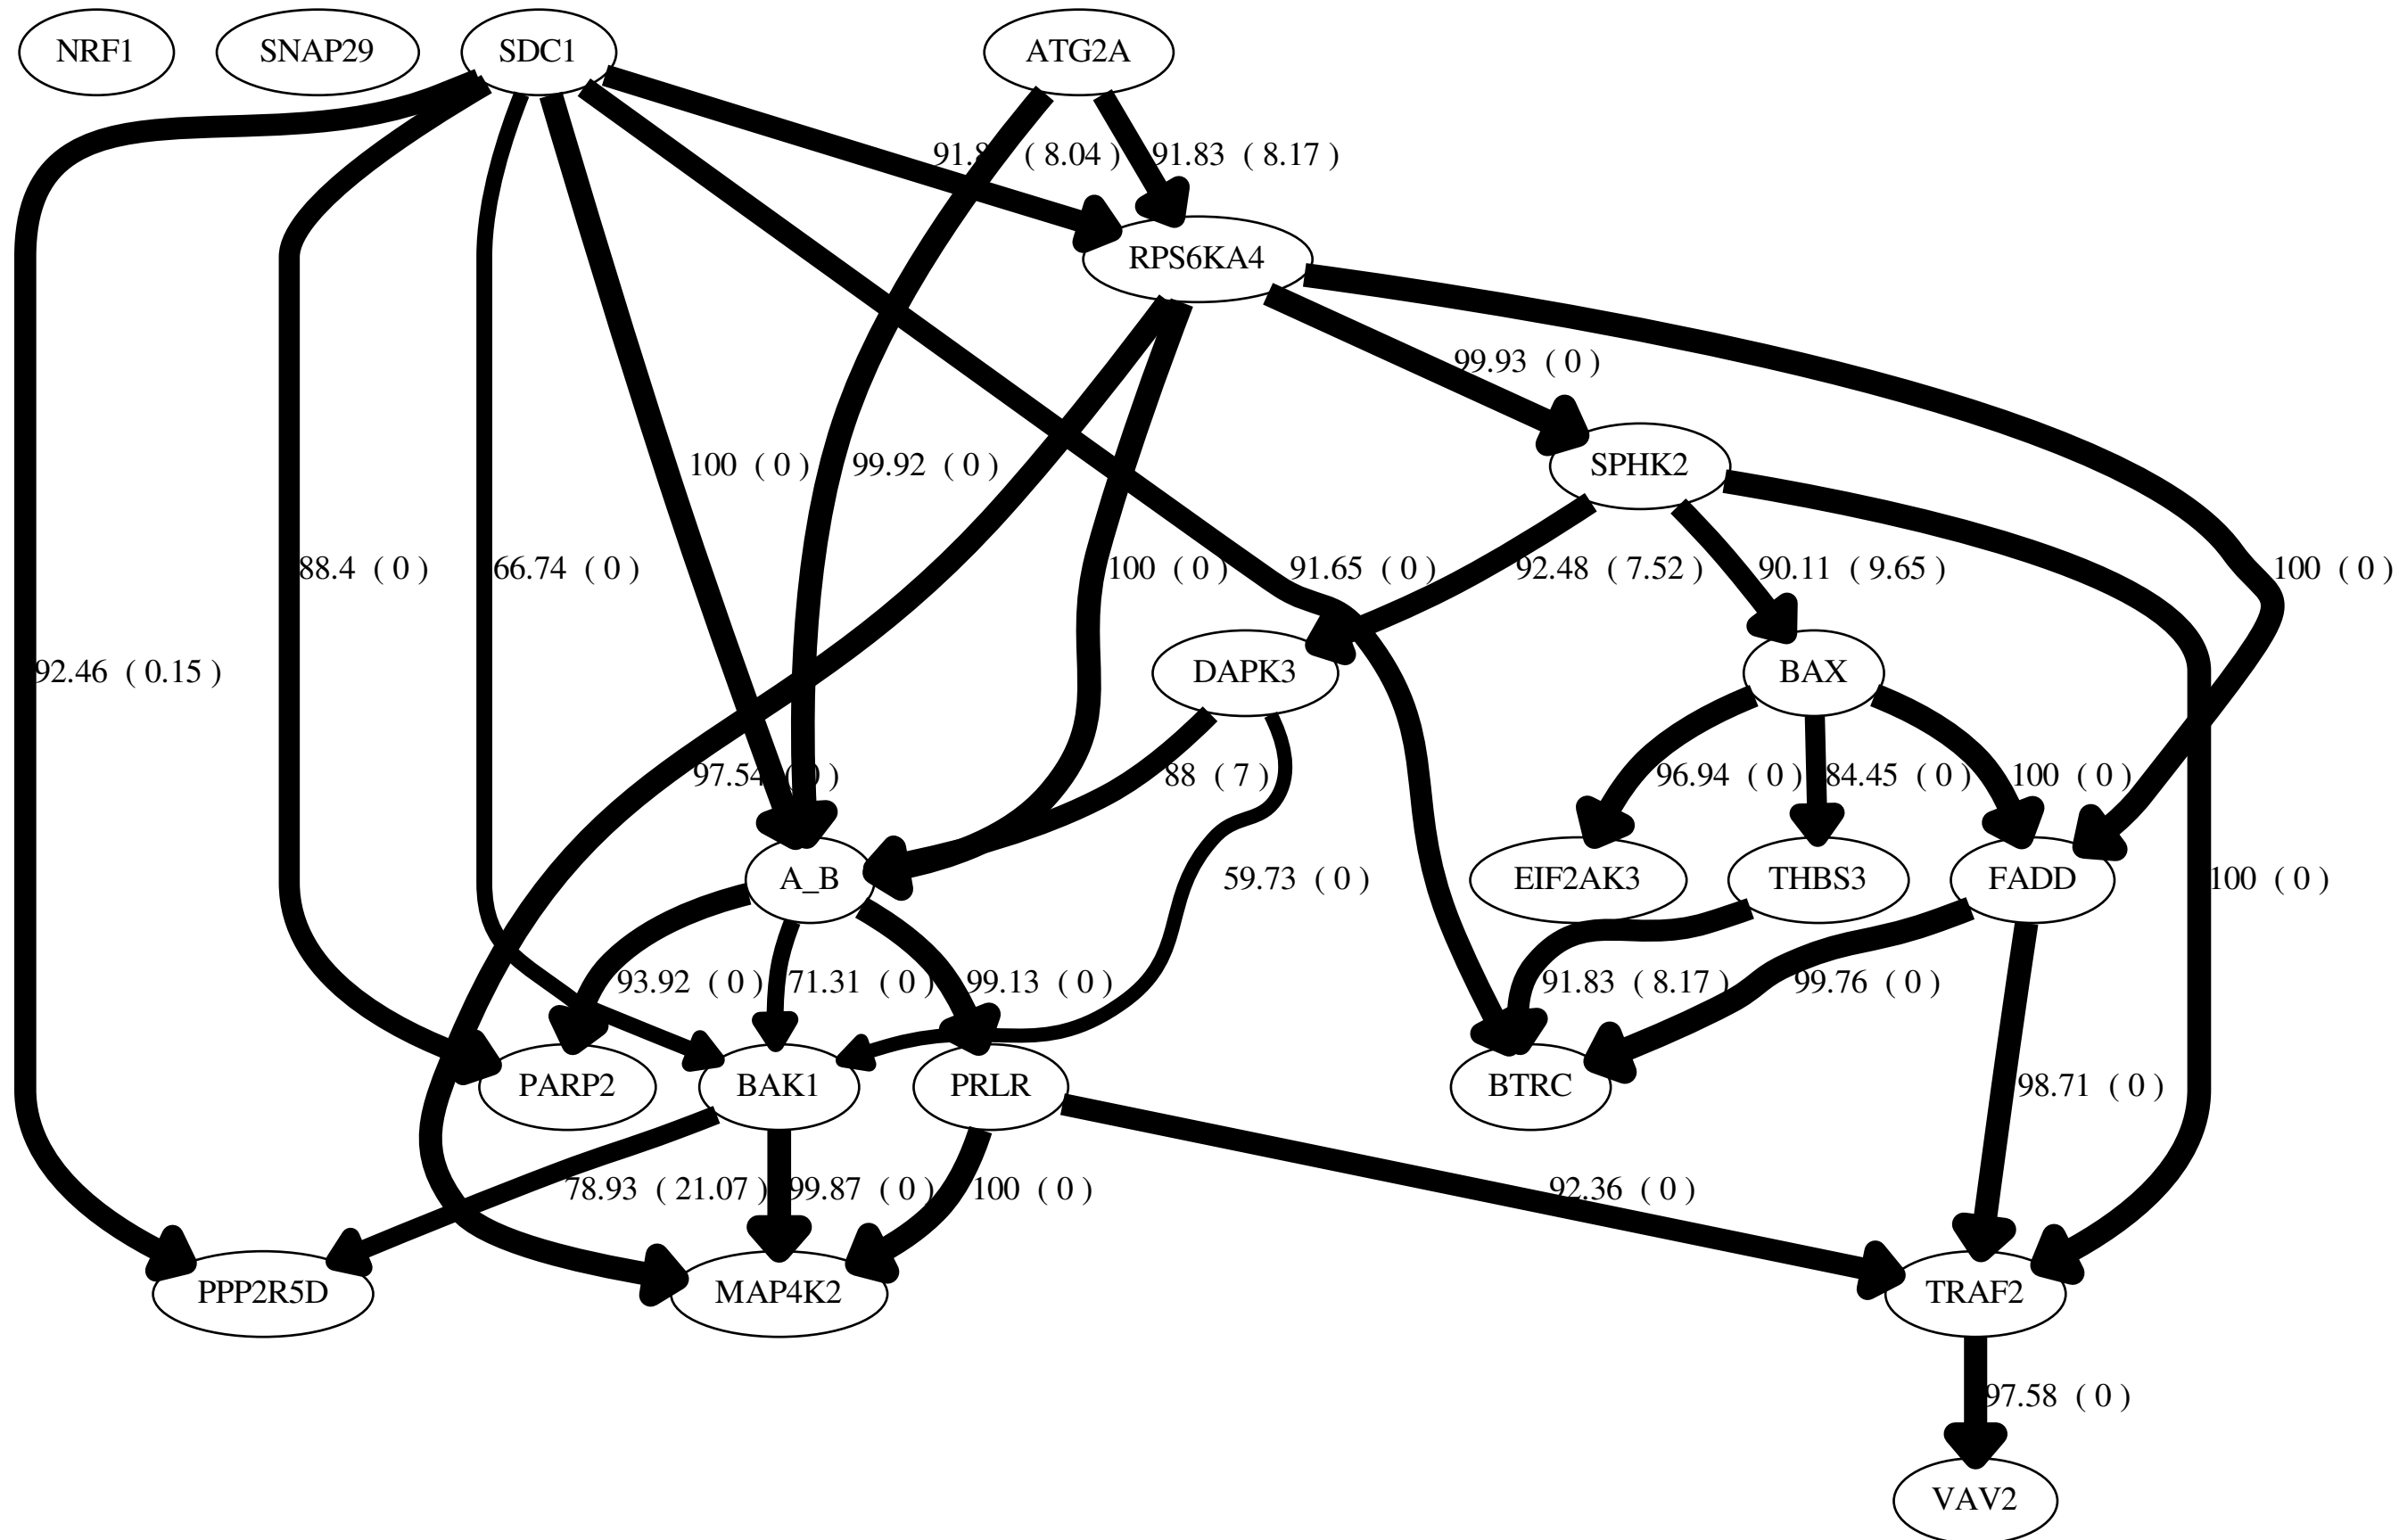 NRF1
SNAP29
SDC1
ATG2A
91.8 ( 8.04 )
91.83 ( 8.17 )
RPS6KA4
99.93 ( 0 )
100 ( 0 )
99.92 ( 0 )
SPHK2
88.4 ( 0 )
66.74 ( 0 )
100 ( 0 )
91.65 ( 0 )
92.48 ( 7.52 )
90.11 ( 9.65 )
100 ( 0 )
92.46 ( 0.15 )
DAPK3
BAX
97.54 ( 0 )
88 ( 7 )
96.94 ( 0 )
84.45 ( 0 )
100 ( 0 )
A_B
59.73 ( 0 )
EIF2AK3
THBS3
FADD
100 ( 0 )
93.92 ( 0 )
71.31 ( 0 )
99.13 ( 0 )
91.83 ( 8.17 )
99.76 ( 0 )
PARP2
BAK1
PRLR
BTRC
98.71 ( 0 )
78.93 ( 21.07 )
99.87 ( 0 )
100 ( 0 )
92.36 ( 0 )
PPP2R5D
MAP4K2
TRAF2
97.58 ( 0 )
VAV2